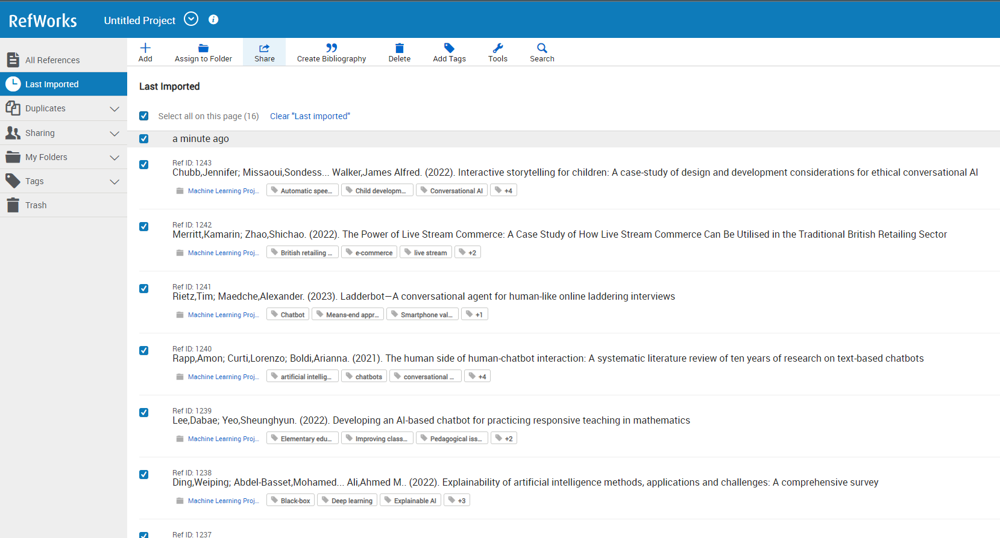 RefWorks
Untitled Project
All References
Last Imported
Duplicates
Sharing
My Folders
Tags
Trash
Add
Assign to Folder
Share
Create Bibliography
Delete
Add Tags
Tools
Search
Last Imported
Select all on this page (16) Clear "Last imported"
a minute ago
Ref ID: 1243
Chubb,Jennifer; Missaoui,Sondess... Walker,James Alfred. (2022). Interactive storytelling for children: A case-study of design and development considerations for ethical conversational AI
Machine Learning Proj... Automatic spee... Child developm... Conversational AI +4
Ref ID: 1242
Merritt,Kamarin; Zhao,Shichao. (2022). The Power of Live Stream Commerce: A Case Study of How Live Stream Commerce Can Be Utilised in the Traditional British Retailing Sector
Machine Learning Proj... British retailing ... e-commerce live stream +2
Ref ID: 1241
Rietz,Tim; Maedche,Alexander. (2023). Ladderbot—A conversational agent for human-like online laddering interviews
Machine Learning Proj... Chatbot Means-end appr... Smartphone val... +1
Ref ID: 1240
Rapp,Amon; Curti,Lorenzo; Boldi,Arianna. (2021). The human side of human-chatbot interaction: A systematic literature review of ten years of research on text-based chatbots
Machine Learning Proj... artificial intellig... chatbots conversational ... +4
Ref ID: 1239
Lee,Dabae; Yeo,Sheunghyun. (2022). Developing an AI-based chatbot for practicing responsive teaching in mathematics
Machine Learning Proj... Elementary edu... Improving class... Pedagogical iss... +2
Ref ID: 1238
Ding,Weiping; Abdel-Basset,Mohamed... Ali,Ahmed M.. (2022). Explainability of artificial intelligence methods, applications and challenges: A comprehensive survey
Machine Learning Proj... Black-box Deep learning Explainable AI +3
Ref ID: 1237